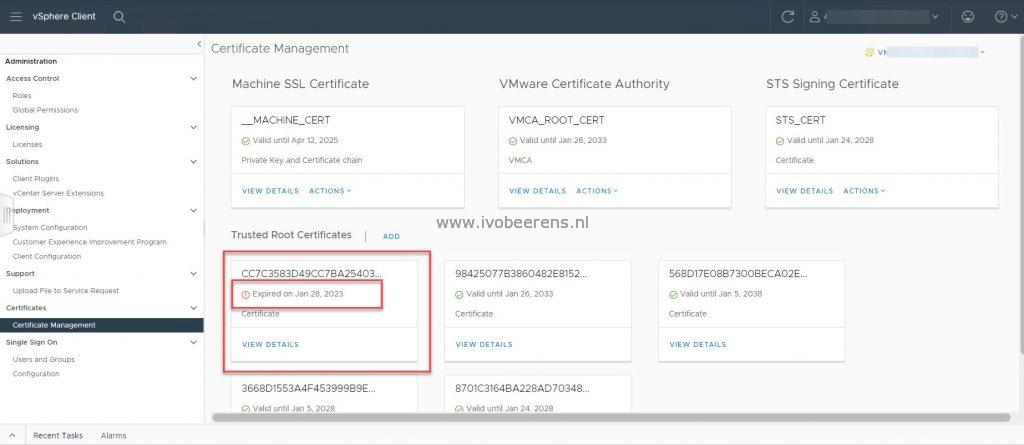 vSphere Client
Administration
Access Control
Roles
Global Permissions
Licensing
Licenses
Solutions
Client Plugins
vCenter Server Extensions
Deployment
System Configuration
Customer Experience Improvement Program
Client Configuration
Support
Upload File to Service Request
Certificates
Certificate Management
Single Sign On
Users and Groups
Configuration
Certificate Management
Machine SSL Certificate
__MACHINE_CERT
Valid until Apr 12, 2025
Private Key and Certificate chain
VIEW DETAILS ACTIONS
VMware Certificate Authority
VMCA_ROOT_CERT
Valid until Jan 26, 2033
VMCA
VIEW DETAILS ACTIONS
STS Signing Certificate
STS_CERT
Valid until Jan 24, 2028
Certificate
VIEW DETAILS ACTIONS
www.ivobeerens.nl
Trusted Root Certificates | ADD
CC7C3583D49CC7BA25403...
Expired on Jan 28, 2023
Certificate
VIEW DETAILS
98425077B3860482E8152...
Valid until Jan 26, 2033
Certificate
VIEW DETAILS
568D17E08B7300BECA02E...
Valid until Jan 5, 2038
Certificate
VIEW DETAILS
3668D1553A4F453999B9E...
Valid until Jan 5, 2028
8701C3164BA228AD70348...
Valid until Jan 24, 2028
Recent Tasks Alarms